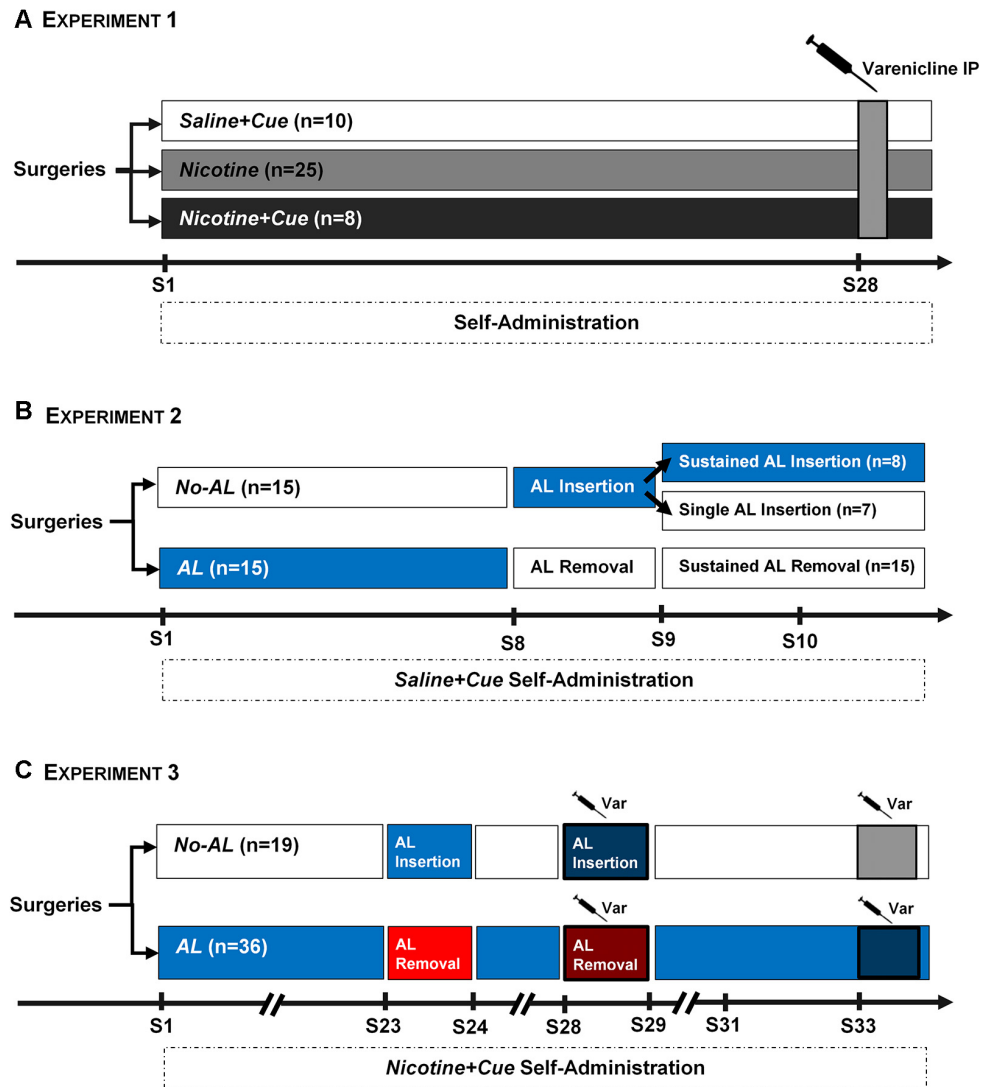 A EXPERIMENT 1
Varenicline IP
Saline+Cue (n=10)
Surgeries
Nicotine (n=25)
Nicotine+Cue (n=8)
S1
S28
Self-Administration
B EXPERIMENT 2
No-AL (n=15)
AL Insertion
Sustained AL Insertion (n=8)
Single AL Insertion (n=7)
Surgeries
AL (n=15)
AL Removal
Sustained AL Removal (n=15)
S1
S8
S9
S10
Saline+Cue Self-Administration
C EXPERIMENT 3
Var
Var
No-AL (n=19)
AL
Insertion
AL
Insertion
Surgeries
Var
Var
AL (n=36)
AL
Removal
AL
Removal
S1
S23
S24
S28
S29
S31
S33
Nicotine+Cue Self-Administration